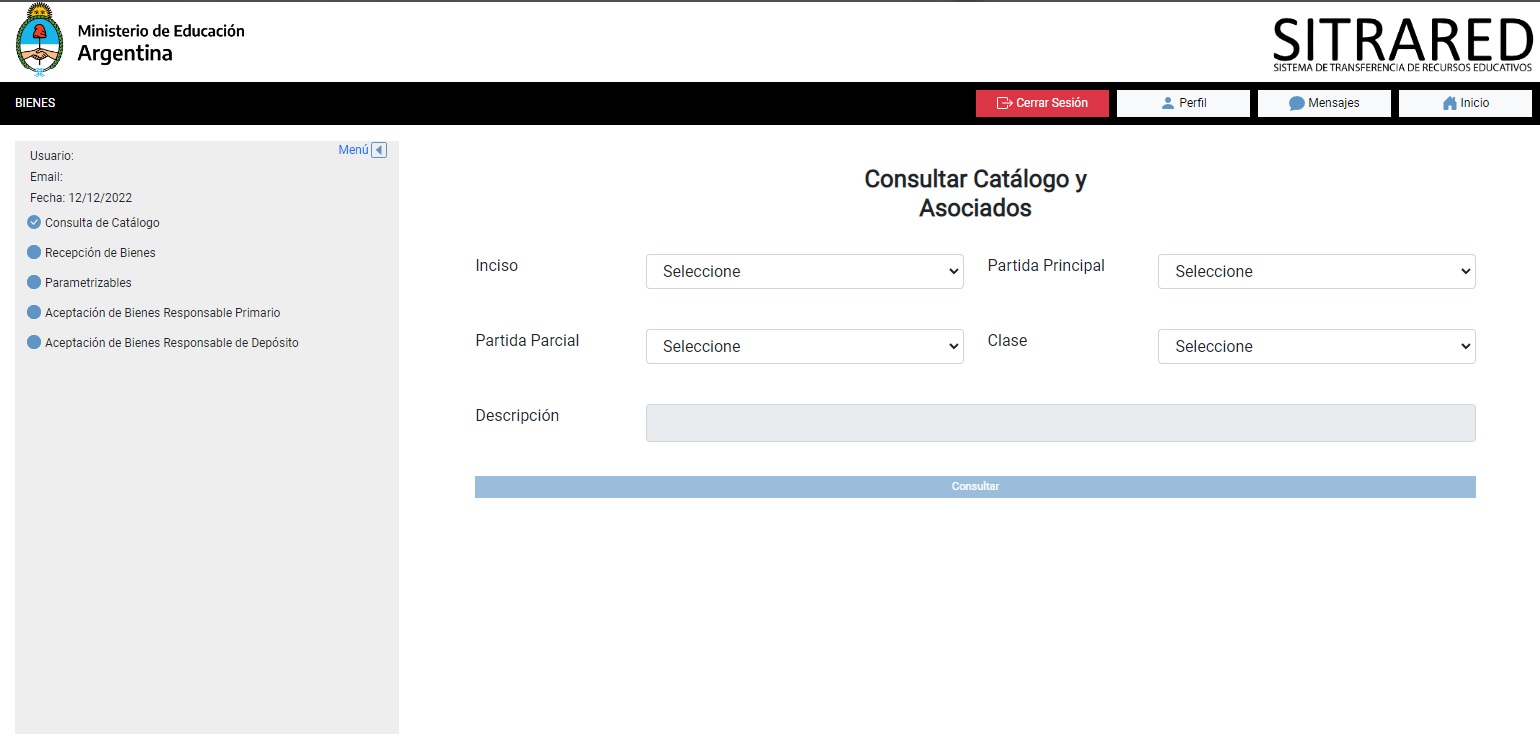 Ministerio de Educación
Argentina
SITRARED
SISTEMA DE TRANSFERENCIA DE RECURSOS EDUCATIVOS
BIENES
Cerrar Sesión
Perfil
Mensajes
Inicio
Menú
Usuario:
Email:
Fecha: 12/12/2022
Consulta de Catálogo
Recepción de Bienes
Parametrizables
Aceptación de Bienes Responsable Primario
Aceptación de Bienes Responsable de Depósito
Consultar Catálogo y
Asociados
Inciso
Seleccione
Partida Principal
Seleccione
Partida Parcial
Seleccione
Clase
Seleccione
Descripción
Consultar